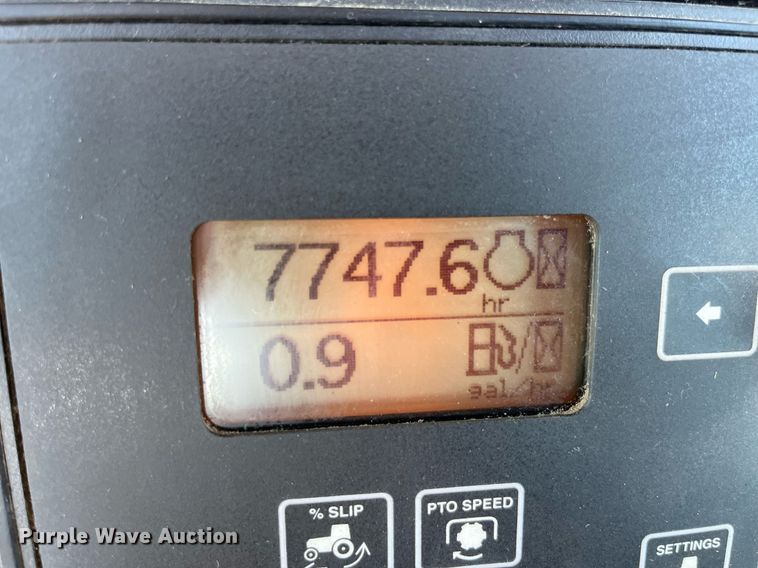 7747.6
hr
0.9
gal/hr
% SLIP
PTO SPEED
SETTINGS
Purple Wave Auction